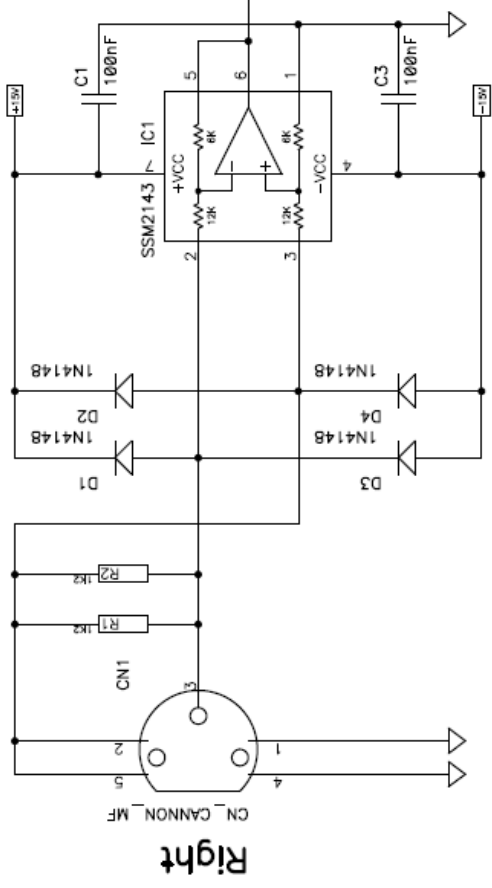 +15V
C1
100nF
5
6
1
C3
100nF
-15V
7
IC1
SSM2143
+VCC
6K
6K
-VCC
4
12K
12K
-
+
2
3
1N4148
D2
1N4148
D1
1N4148
D4
1N4148
D3
1K2
R2
1K2
R1
CN1
3
2
1
5
4
CN_CANNON_MF
Right